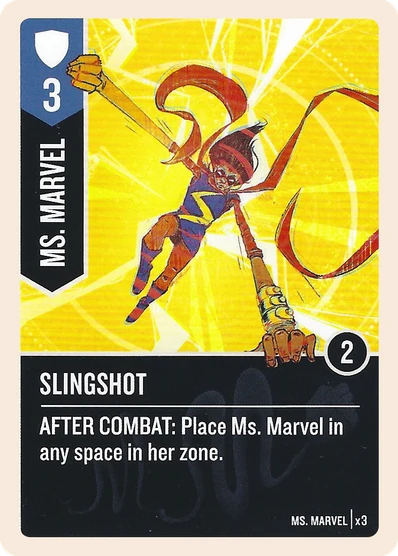 3
MS. MARVEL
2
SLINGSHOT
AFTER COMBAT: Place Ms. Marvel in
any space in her zone.
MS. MARVEL | x3